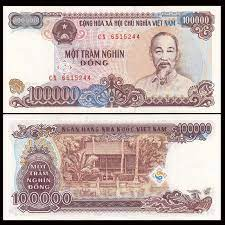 CỘNG HÒA XÃ HỘI CHỦ NGHĨA VIỆT NAM
100000
100000
CX 6515244
MỘT TRĂM NGHÌN
ĐỒNG
CX 6515244
100000
NGÂN HÀNG NHÀ NƯỚC VIỆT NAM
100000
MỘT
TRĂM
NGHÌN
ĐỒNG
100000